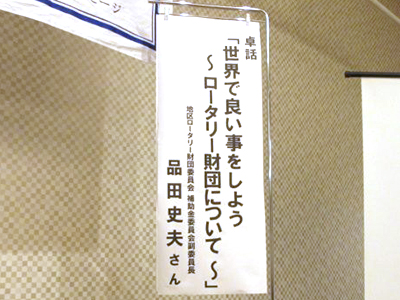 卓話
「世界で良い事をしよう
～ロータリー財団について～」
地区ロータリー財団委員会 補助金委員会副委員長
品田史夫さん
ージ